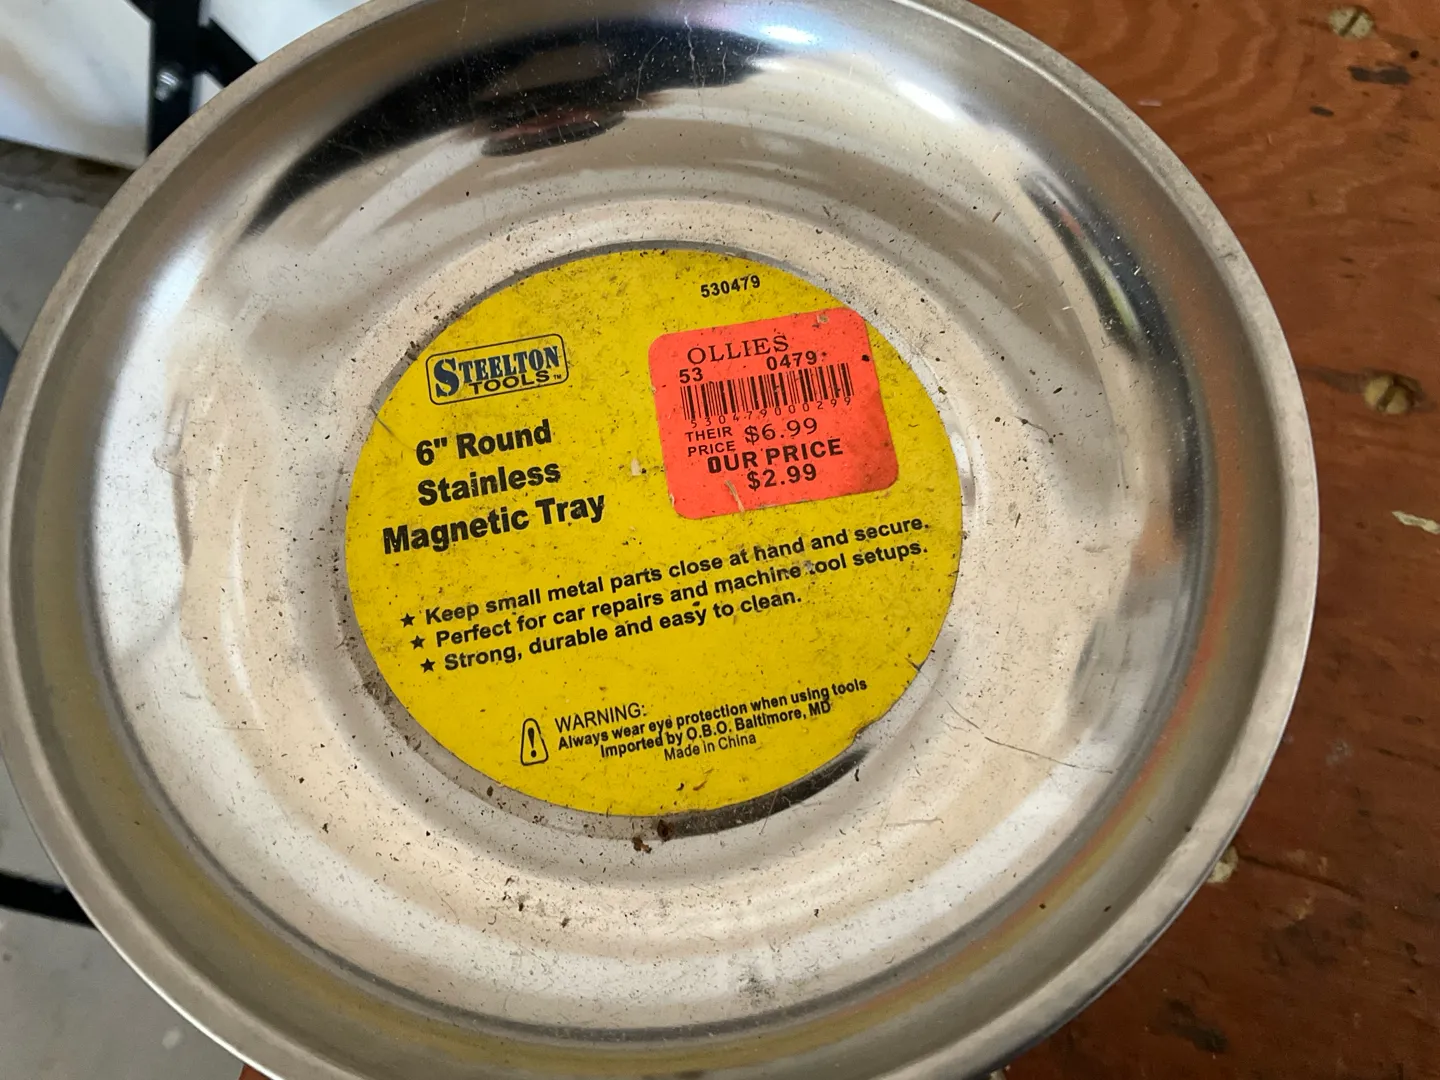 530479
STEELTON
TOOLS™
6" Round
Stainless
Magnetic Tray
OLLIES
53 0479
530479000299
THEIR PRICE $6.99
OUR PRICE
$2.99
★ Keep small metal parts close at hand and secure.
★ Perfect for car repairs and machine tool setups.
★ Strong, durable and easy to clean.
WARNING:
Always wear eye protection when using tools
Imported by O.B.O. Baltimore, MD
Made in China